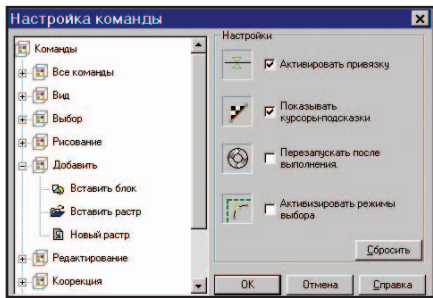 Настройка команды
Команды
Все команды
Вид
Выбор
Рисование
Добавить
Вставить блок
Вставить растр
Новый растр
Редактирование
Коорекция
Настройки
Активировать привязку
Показывать
курсоры-подсказки
Перезапускать после
выполнения
Активизировать режимы
выбора
Сбросить
OK
Отмена
Справка